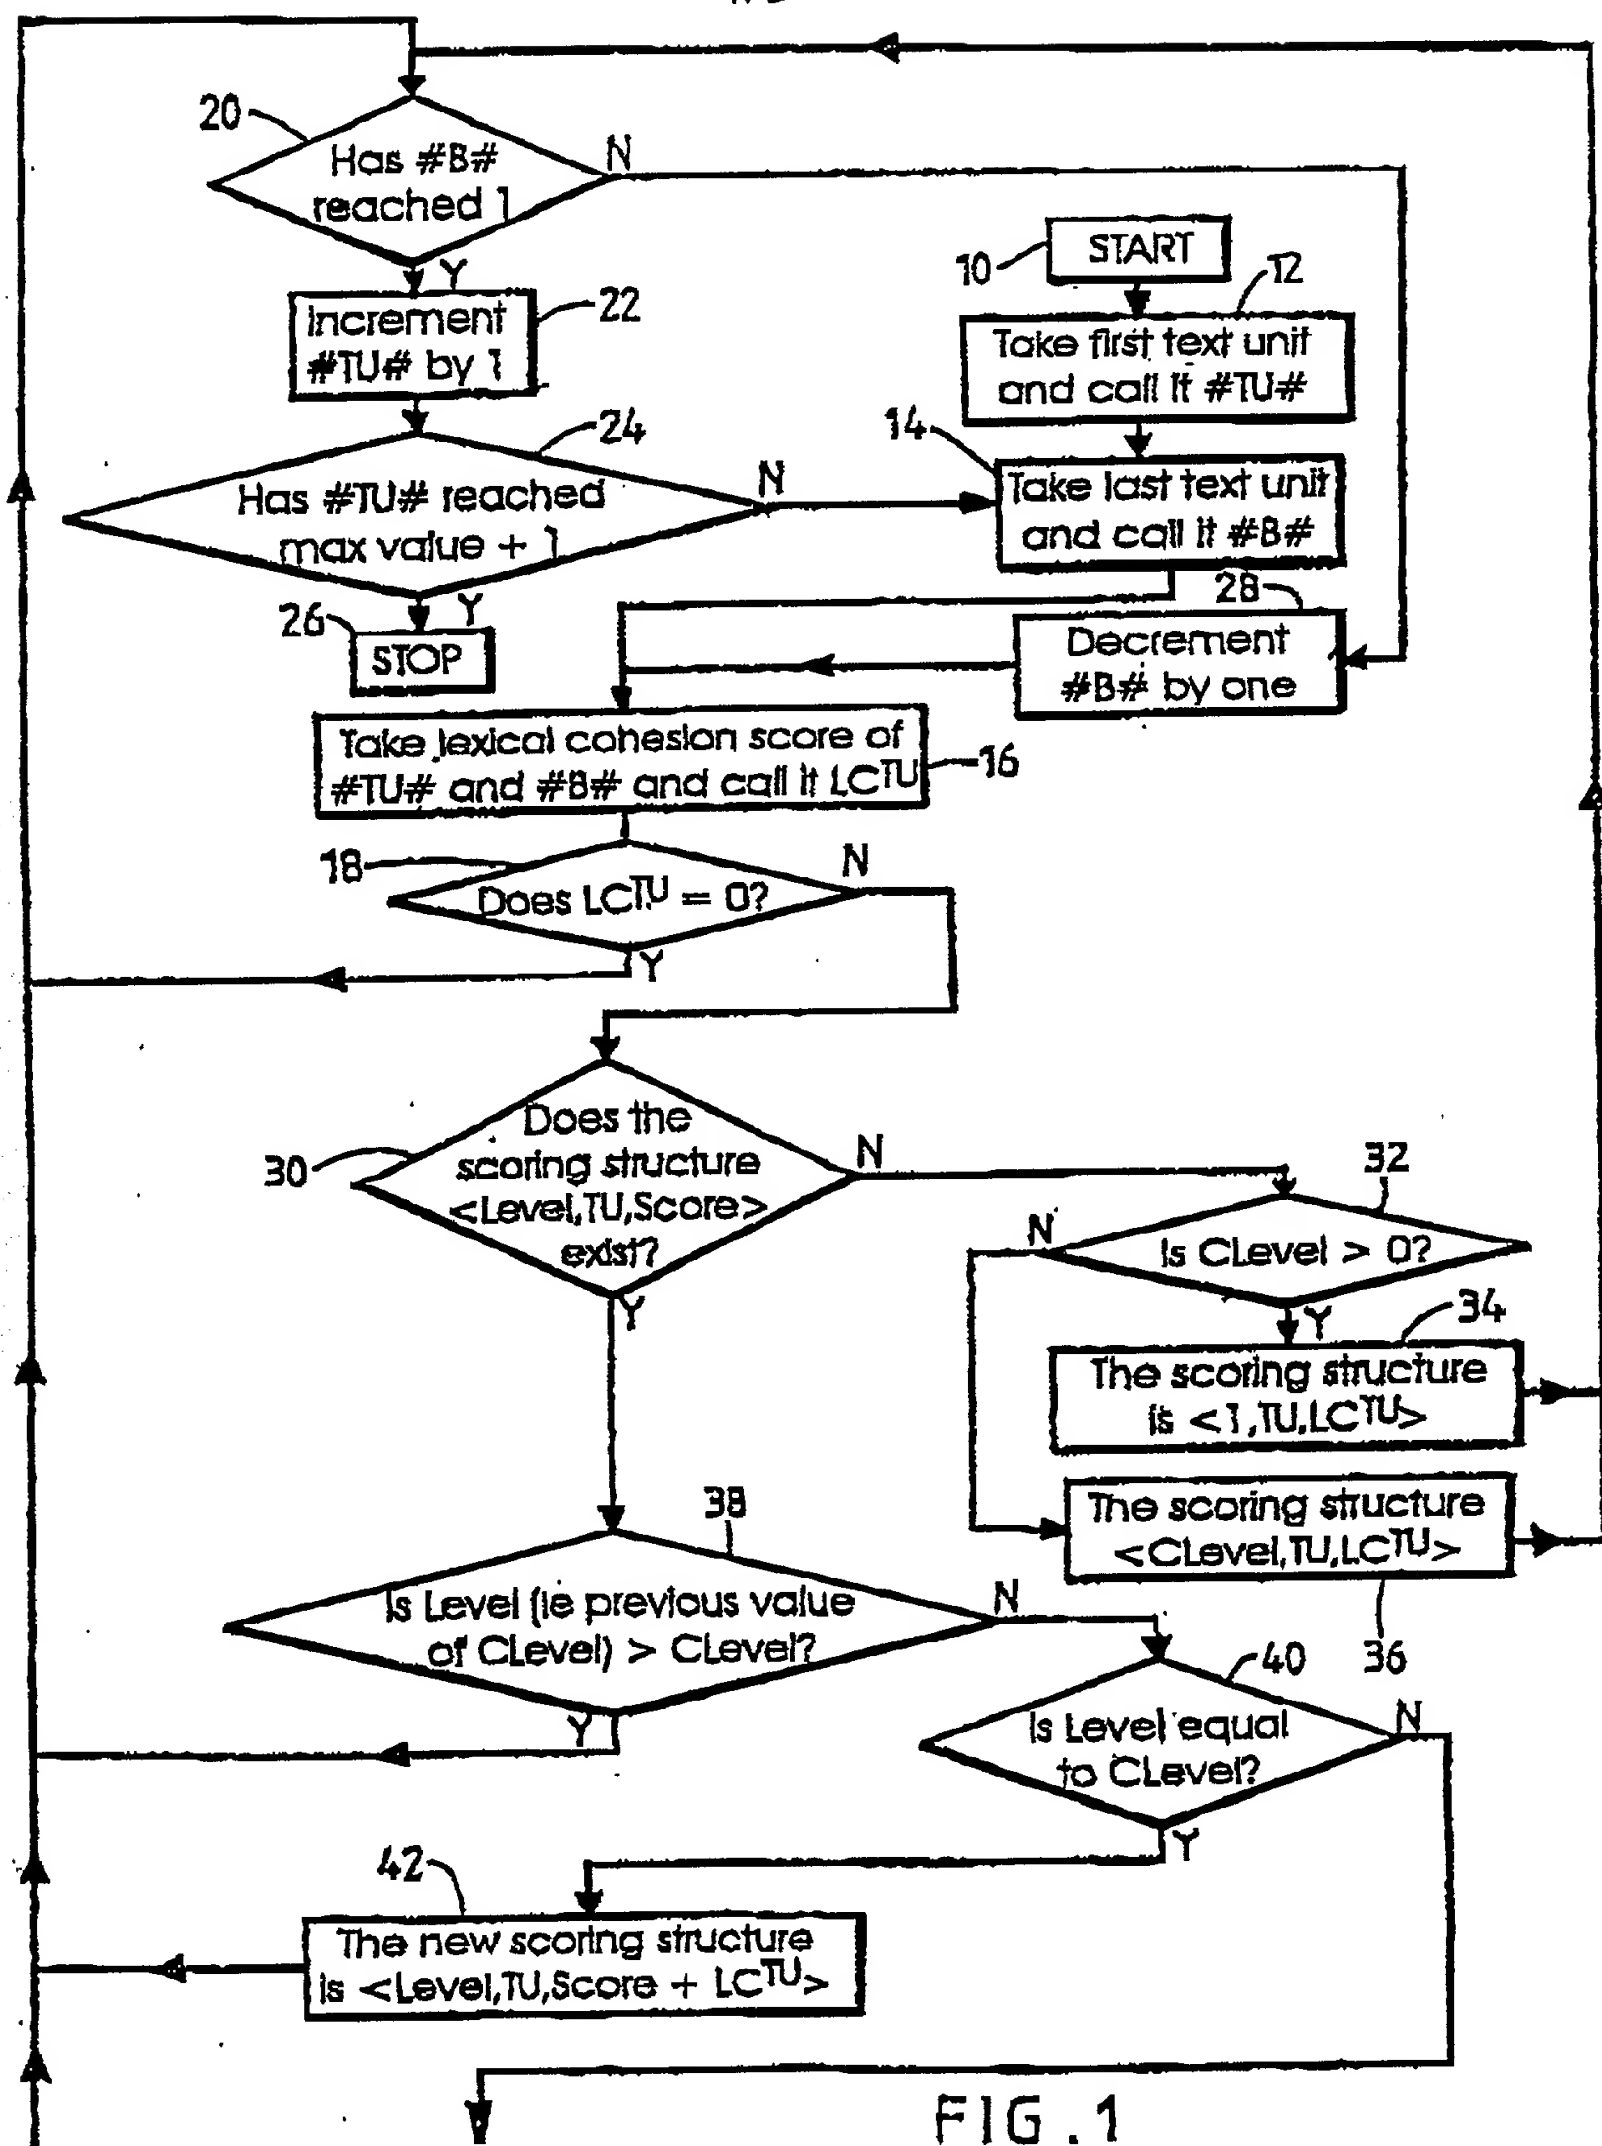 20
Has #B#
reached 1
N
Y
START
10
12
Increment
#TU# by 1
22
Take first text unit
and call it #TU#
24
14
Has #TU# reached
max value + 1
N
Take last text unit
and call it #B#
Y
26
STOP
28
Decrement
#B# by one
Take lexical cohesion score of
#TU# and #B# and call it LCTU
16
18
Does LCTU = 0?
N
Y
30
Does the
scoring structure
<Level,TU,Score>
exist?
N
Y
32
Is CLevel > 0?
N
Y
34
The scoring structure
is <1,TU,LCTU>
The scoring structure
<CLevel,TU,LCTU>
36
38
Is Level (ie previous value
of CLevel) > CLevel?
N
Y
40
Is Level equal
to CLevel?
N
Y
42
The new scoring structure
is <Level,TU,Score + LCTU>
FIG.1